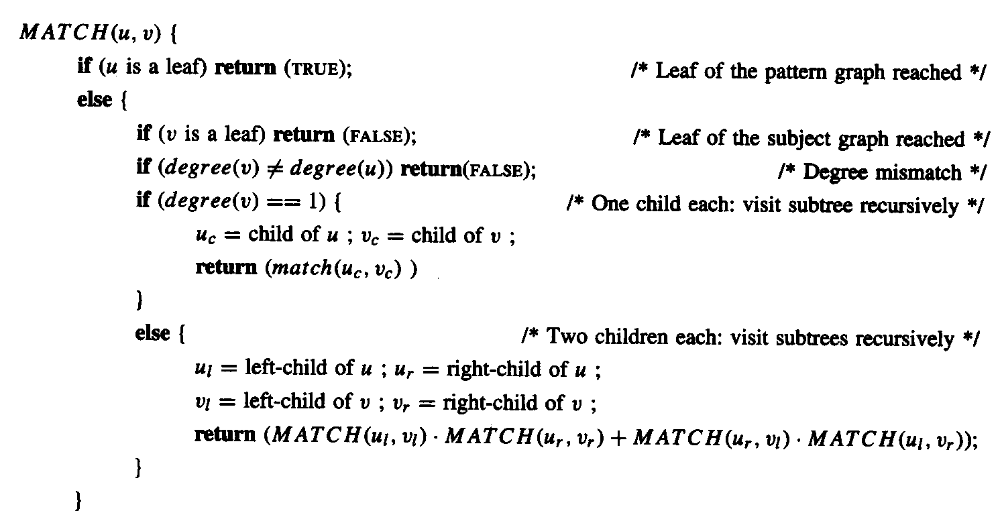 MATCH(u, v) {
if (u is a leaf) return (TRUE); /* Leaf of the pattern graph reached */
else {
if (v is a leaf) return (FALSE); /* Leaf of the subject graph reached */
if (degree(v) ≠ degree(u)) return(FALSE); /* Degree mismatch */
if (degree(v) == 1) { /* One child each: visit subtree recursively */
u_c = child of u ; v_c = child of v ;
return (match(u_c, v_c) )
}
else { /* Two children each: visit subtrees recursively */
u_l = left-child of u ; u_r = right-child of u ;
v_l = left-child of v ; v_r = right-child of v ;
return (MATCH(u_l, v_l) · MATCH(u_r, v_r) + MATCH(u_r, v_l) · MATCH(u_l, v_r));
}
}